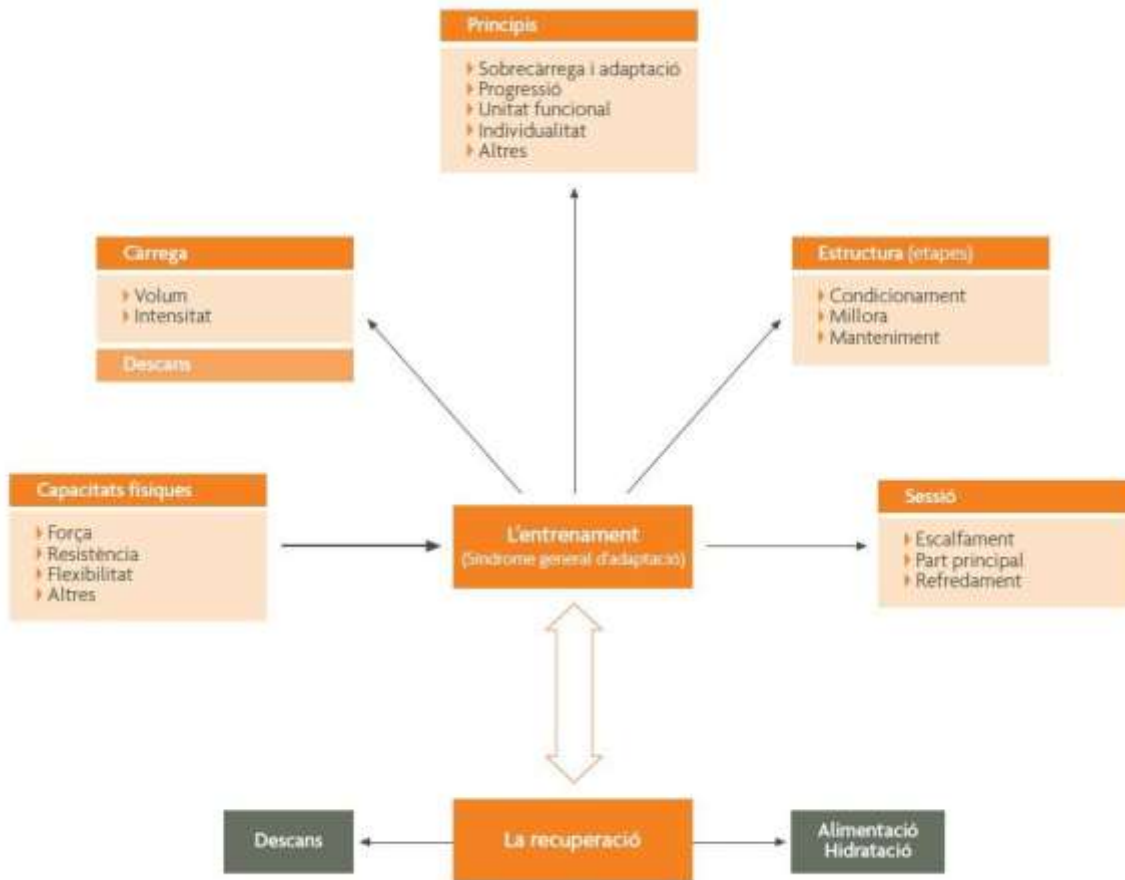 Principis
Sobrecàrrega i adaptació
Progressió
Unitat funcional
Individualitat
Altres
Càrrega
Volum
Intensitat
Descans
Estructura (etapes)
Condicionament
Millora
Manteniment
Capacitats físiques
Força
Resistència
Flexibilitat
Altres
L'entrenament
(Síndrome general d'adaptació)
Sessió
Escalfament
Part principal
Refredament
Descans
La recuperació
Alimentació
Hidratació